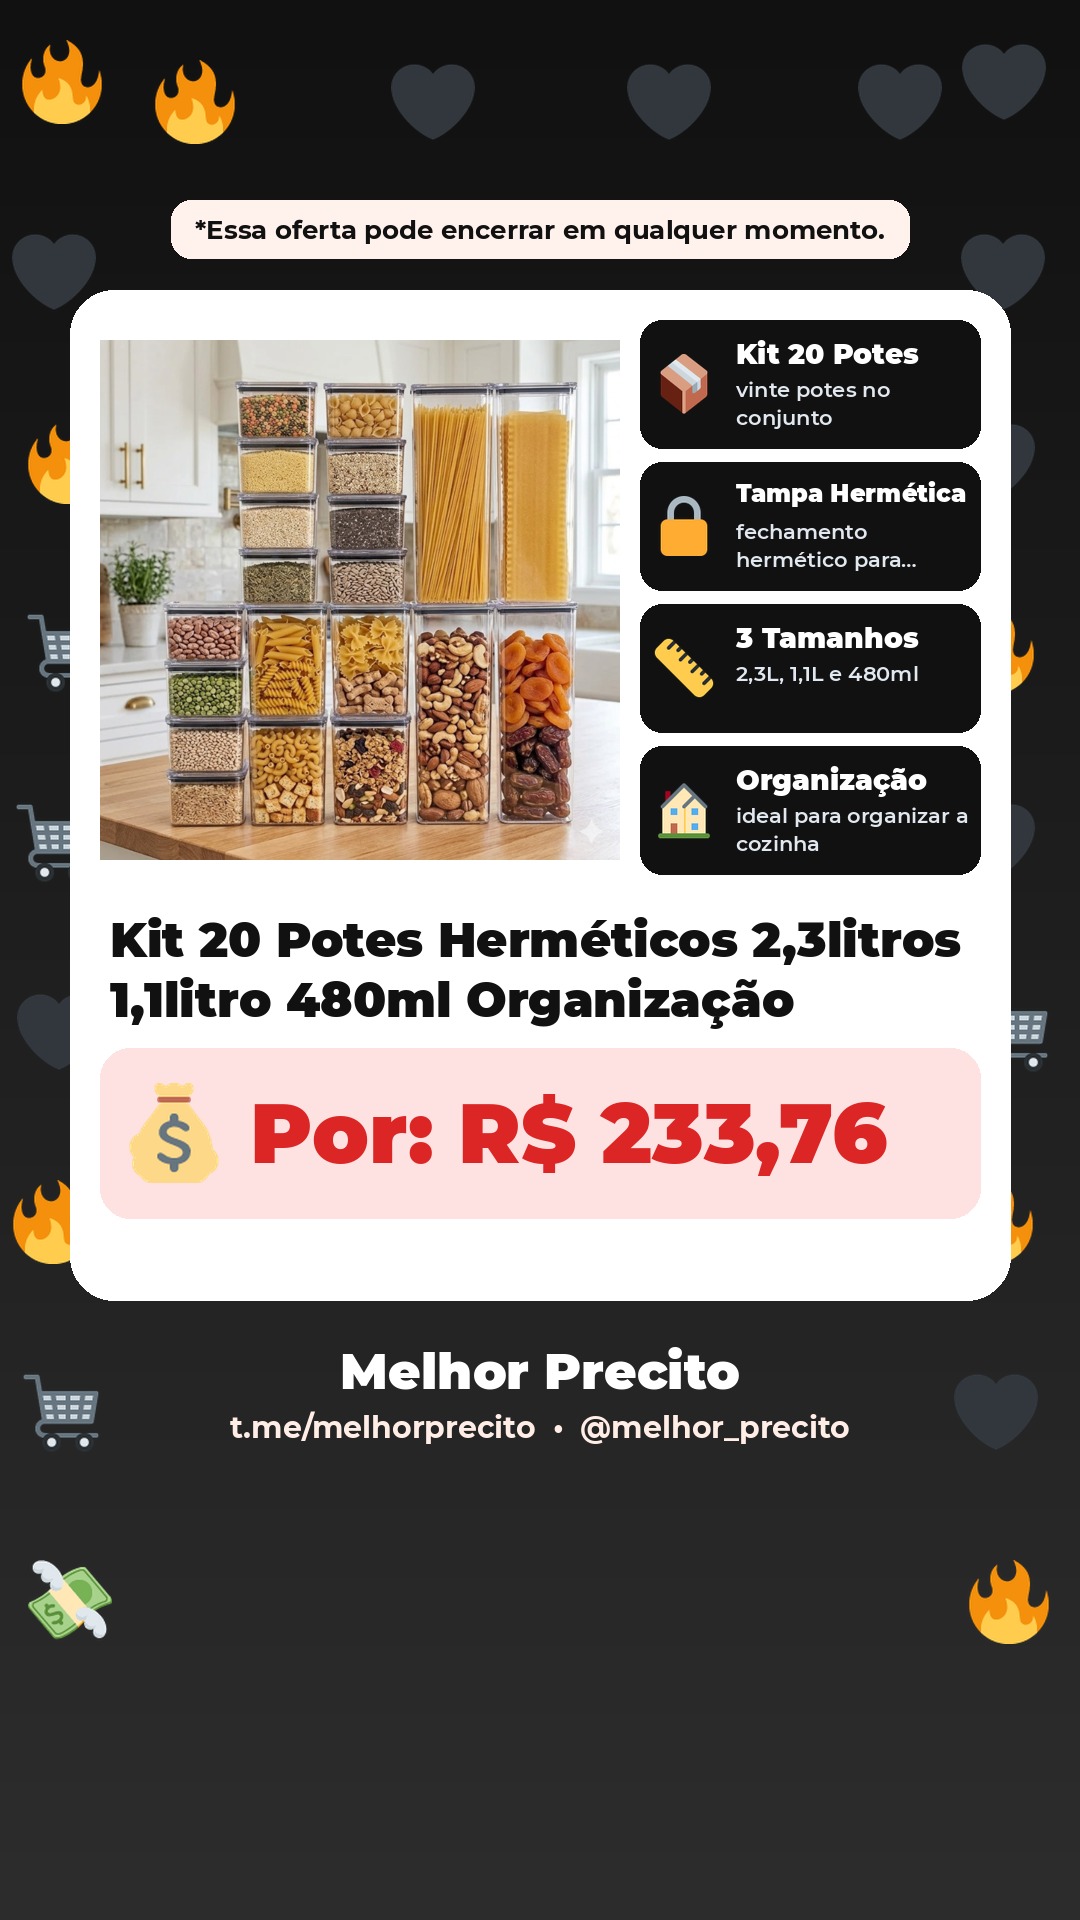 *Essa oferta pode encerrar em qualquer momento.
Kit 20 Potes
vinte potes no
conjunto
Tampa Hermética
fechamento
hermético para...
3 Tamanhos
2,3L, 1,1L e 480ml
Organização
ideal para organizar a
cozinha
Kit 20 Potes Herméticos 2,3litros
1,1litro 480ml Organização
Por: R$ 233,76
Melhor Precito
t.me/melhorprecito • @melhor_precito